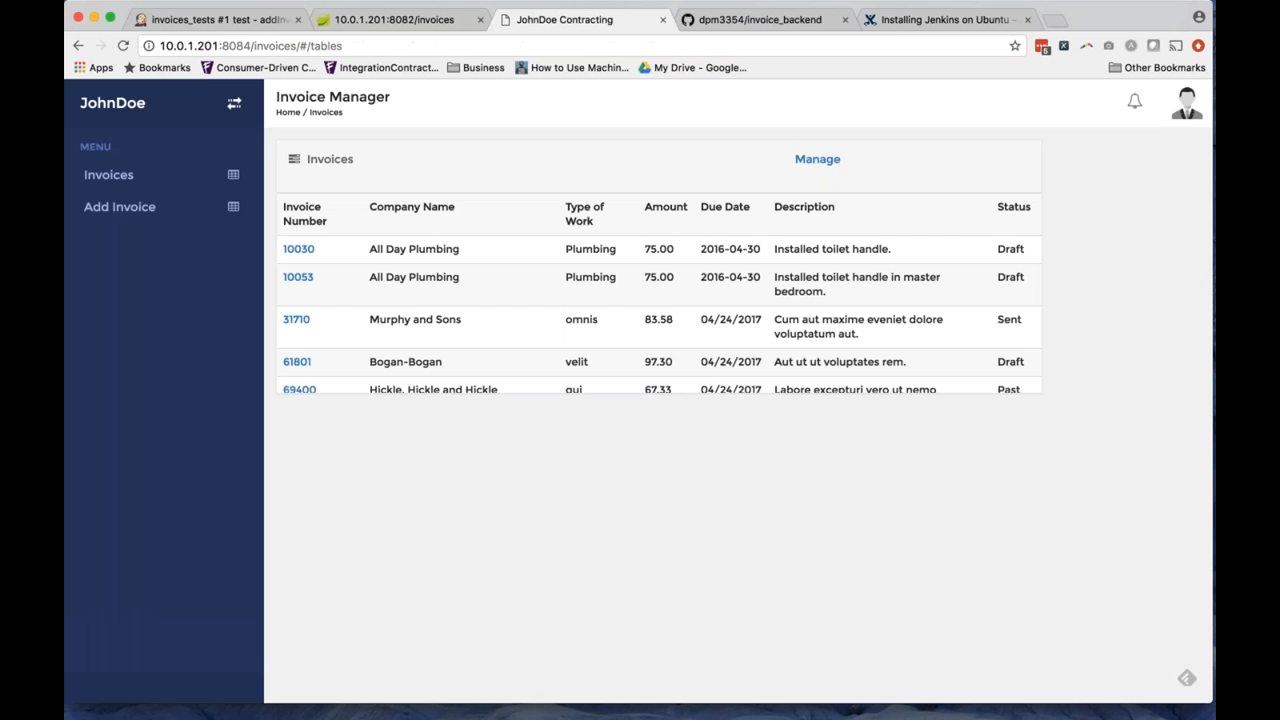 invoices_tests #1 test - addInv
10.0.1.201:8082/invoices
JohnDoe Contracting
dpm3354/invoice_backend
Installing Jenkins on Ubuntu -
10.0.1.201:8084/invoices/#/tables
Apps
Bookmarks
Consumer-Driven C...
IntegrationContract...
Business
How to Use Machin...
My Drive - Google...
Other Bookmarks
JohnDoe
Invoice Manager
Home / Invoices
MENU
Invoices
Add Invoice
Invoices
Manage
Invoice Number Company Name Type of Work Amount Due Date Description Status
10030 All Day Plumbing Plumbing 75.00 2016-04-30 Installed toilet handle. Draft
10053 All Day Plumbing Plumbing 75.00 2016-04-30 Installed toilet handle in master
bedroom. Draft
31710 Murphy and Sons omnis 83.58 04/24/2017 Cum aut maxime eveniet dolore
voluptatum aut. Sent
61801 Bogan-Bogan velit 97.30 04/24/2017 Aut ut ut voluptates rem. Draft
69400 Hickle, Hickle and Hickle qui 67.33 04/24/2017 Labore excepturi vero ut nemo Past